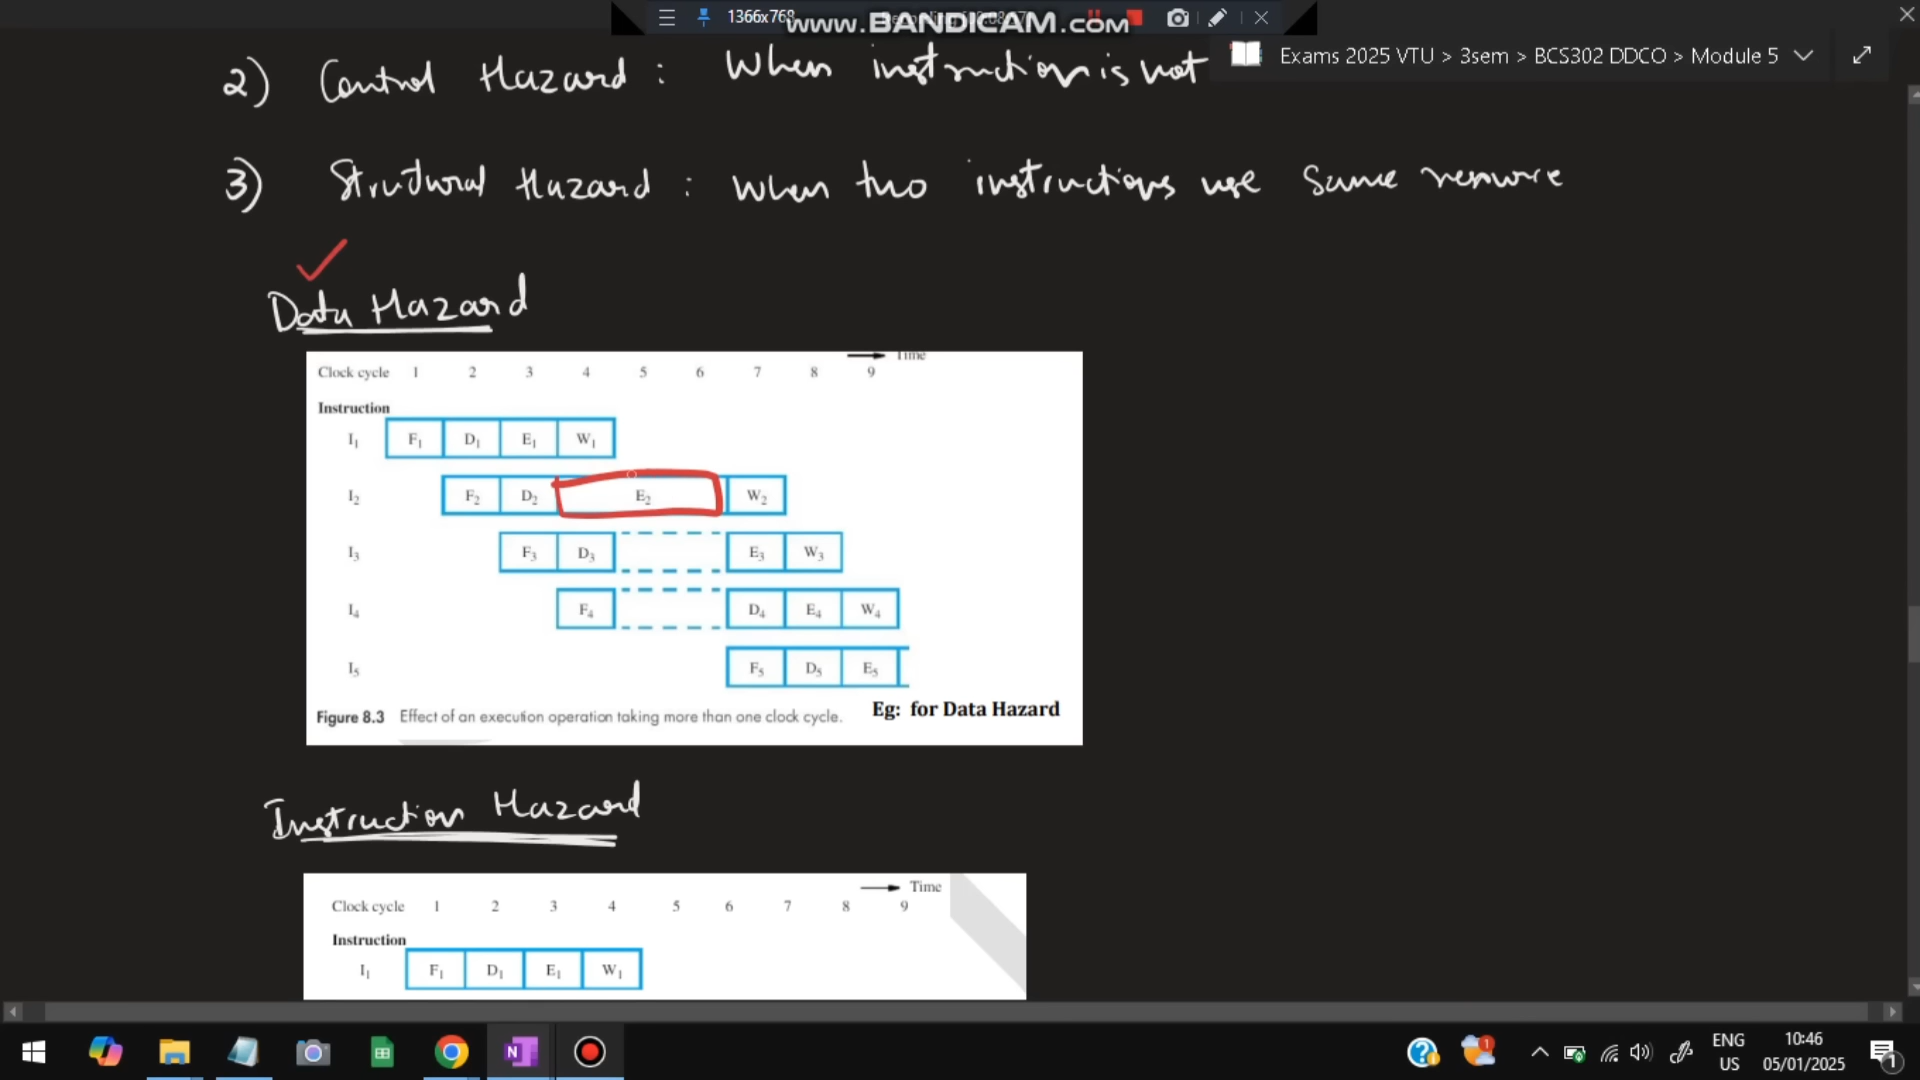 1366x768
www.BANDICAM.com
Exams 2025 VTU > 3sem > BCS302 DDCO > Module 5
2) Control Hazard : When instruction is not
3) Structural Hazard : When two instructions use same resource
Data Hazard
Time
Clock cycle 1 2 3 4 5 6 7 8 9
Instruction
I1 F1 D1 E1 W1
I2 F2 D2 E2 W2
I3 F3 D3 E3 W3
I4 F4 D4 E4 W4
I5 F5 D5 E5
Figure 8.3 Effect of an execution operation taking more than one clock cycle.
Eg: for Data Hazard
Instruction Hazard
Time
Clock cycle 1 2 3 4 5 6 7 8 9
Instruction
I1 F1 D1 E1 W1
ENG
US
10:46
05/01/2025